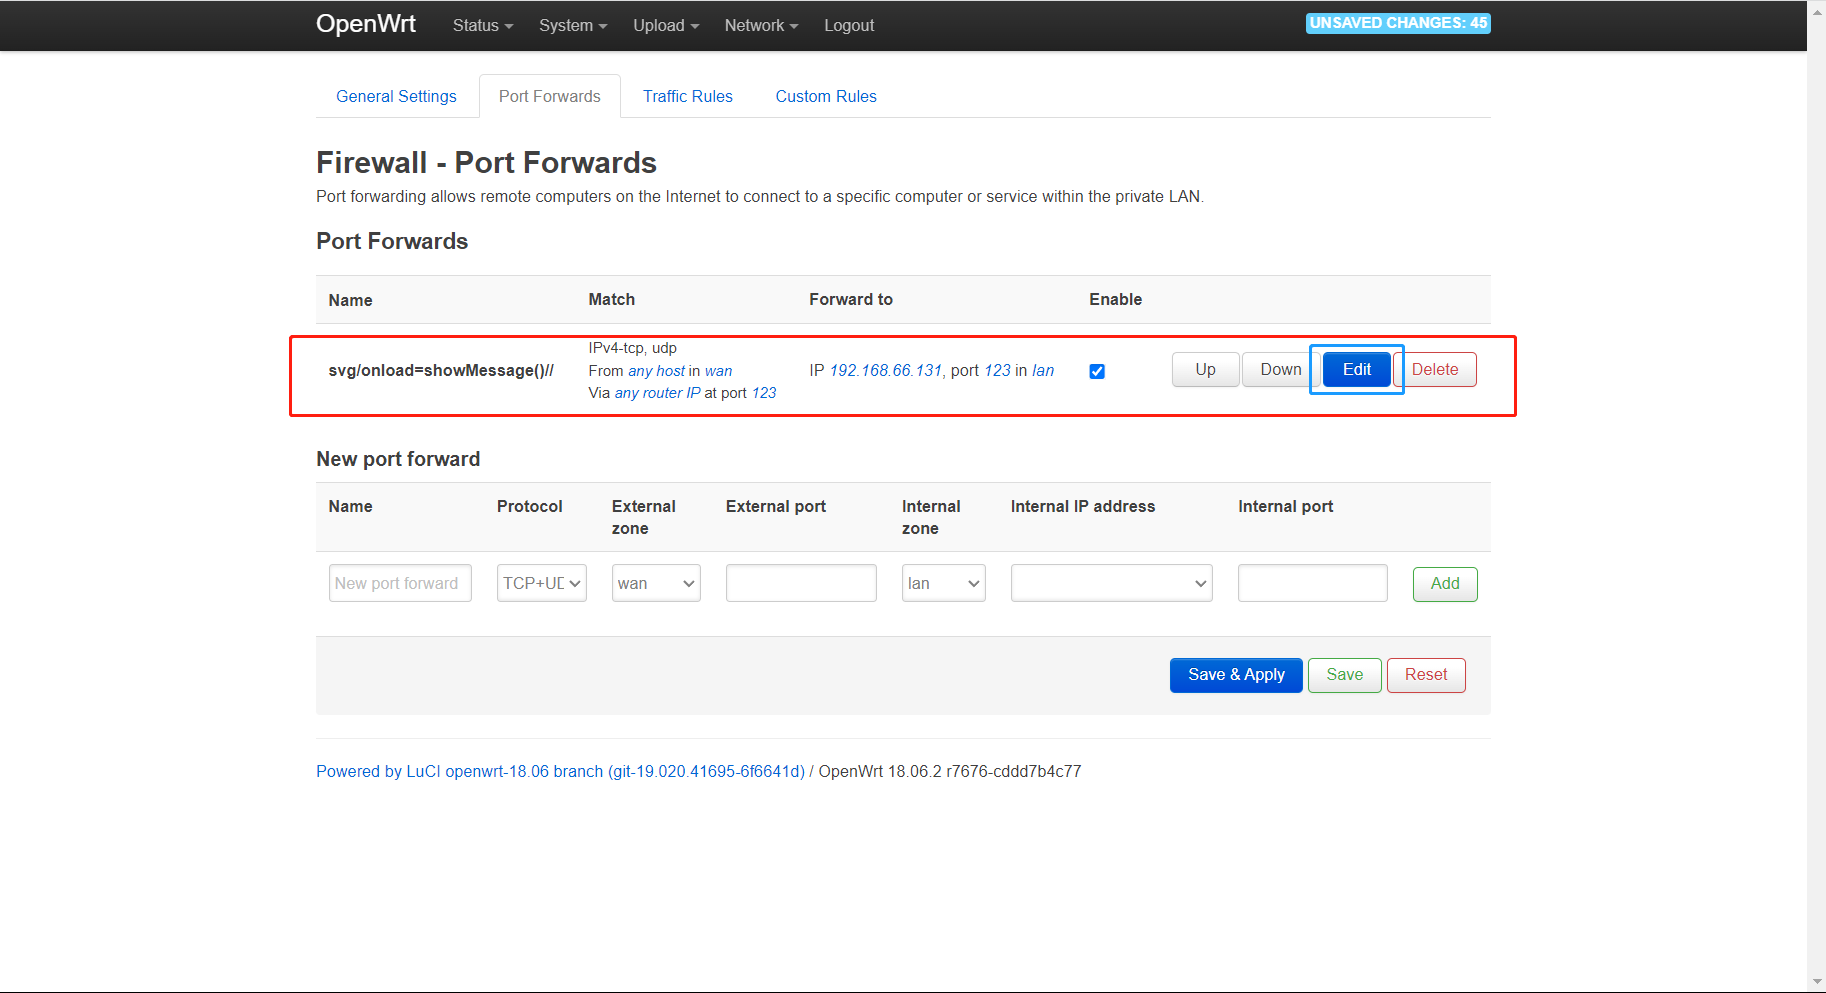 OpenWrt Status System Upload Network Logout UNSAVED CHANGES: 45
General Settings Port Forwards Traffic Rules Custom Rules
Firewall - Port Forwards
Port forwarding allows remote computers on the Internet to connect to a specific computer or service within the private LAN.
Port Forwards
Name Match Forward to Enable
IPv4-tcp, udp
svg/onload=showMessage()// From any host in wan IP 192.168.66.131, port 123 in lan Up Down Edit Delete
Via any router IP at port 123
New port forward
Name Protocol External zone External port Internal zone Internal IP address Internal port
New port forward TCP+UD wan lan Add
Save & Apply Save Reset
Powered by LuCI openwrt-18.06 branch (git-19.020.41695-6f6641d) / OpenWrt 18.06.2 r7676-cddd7b4c77